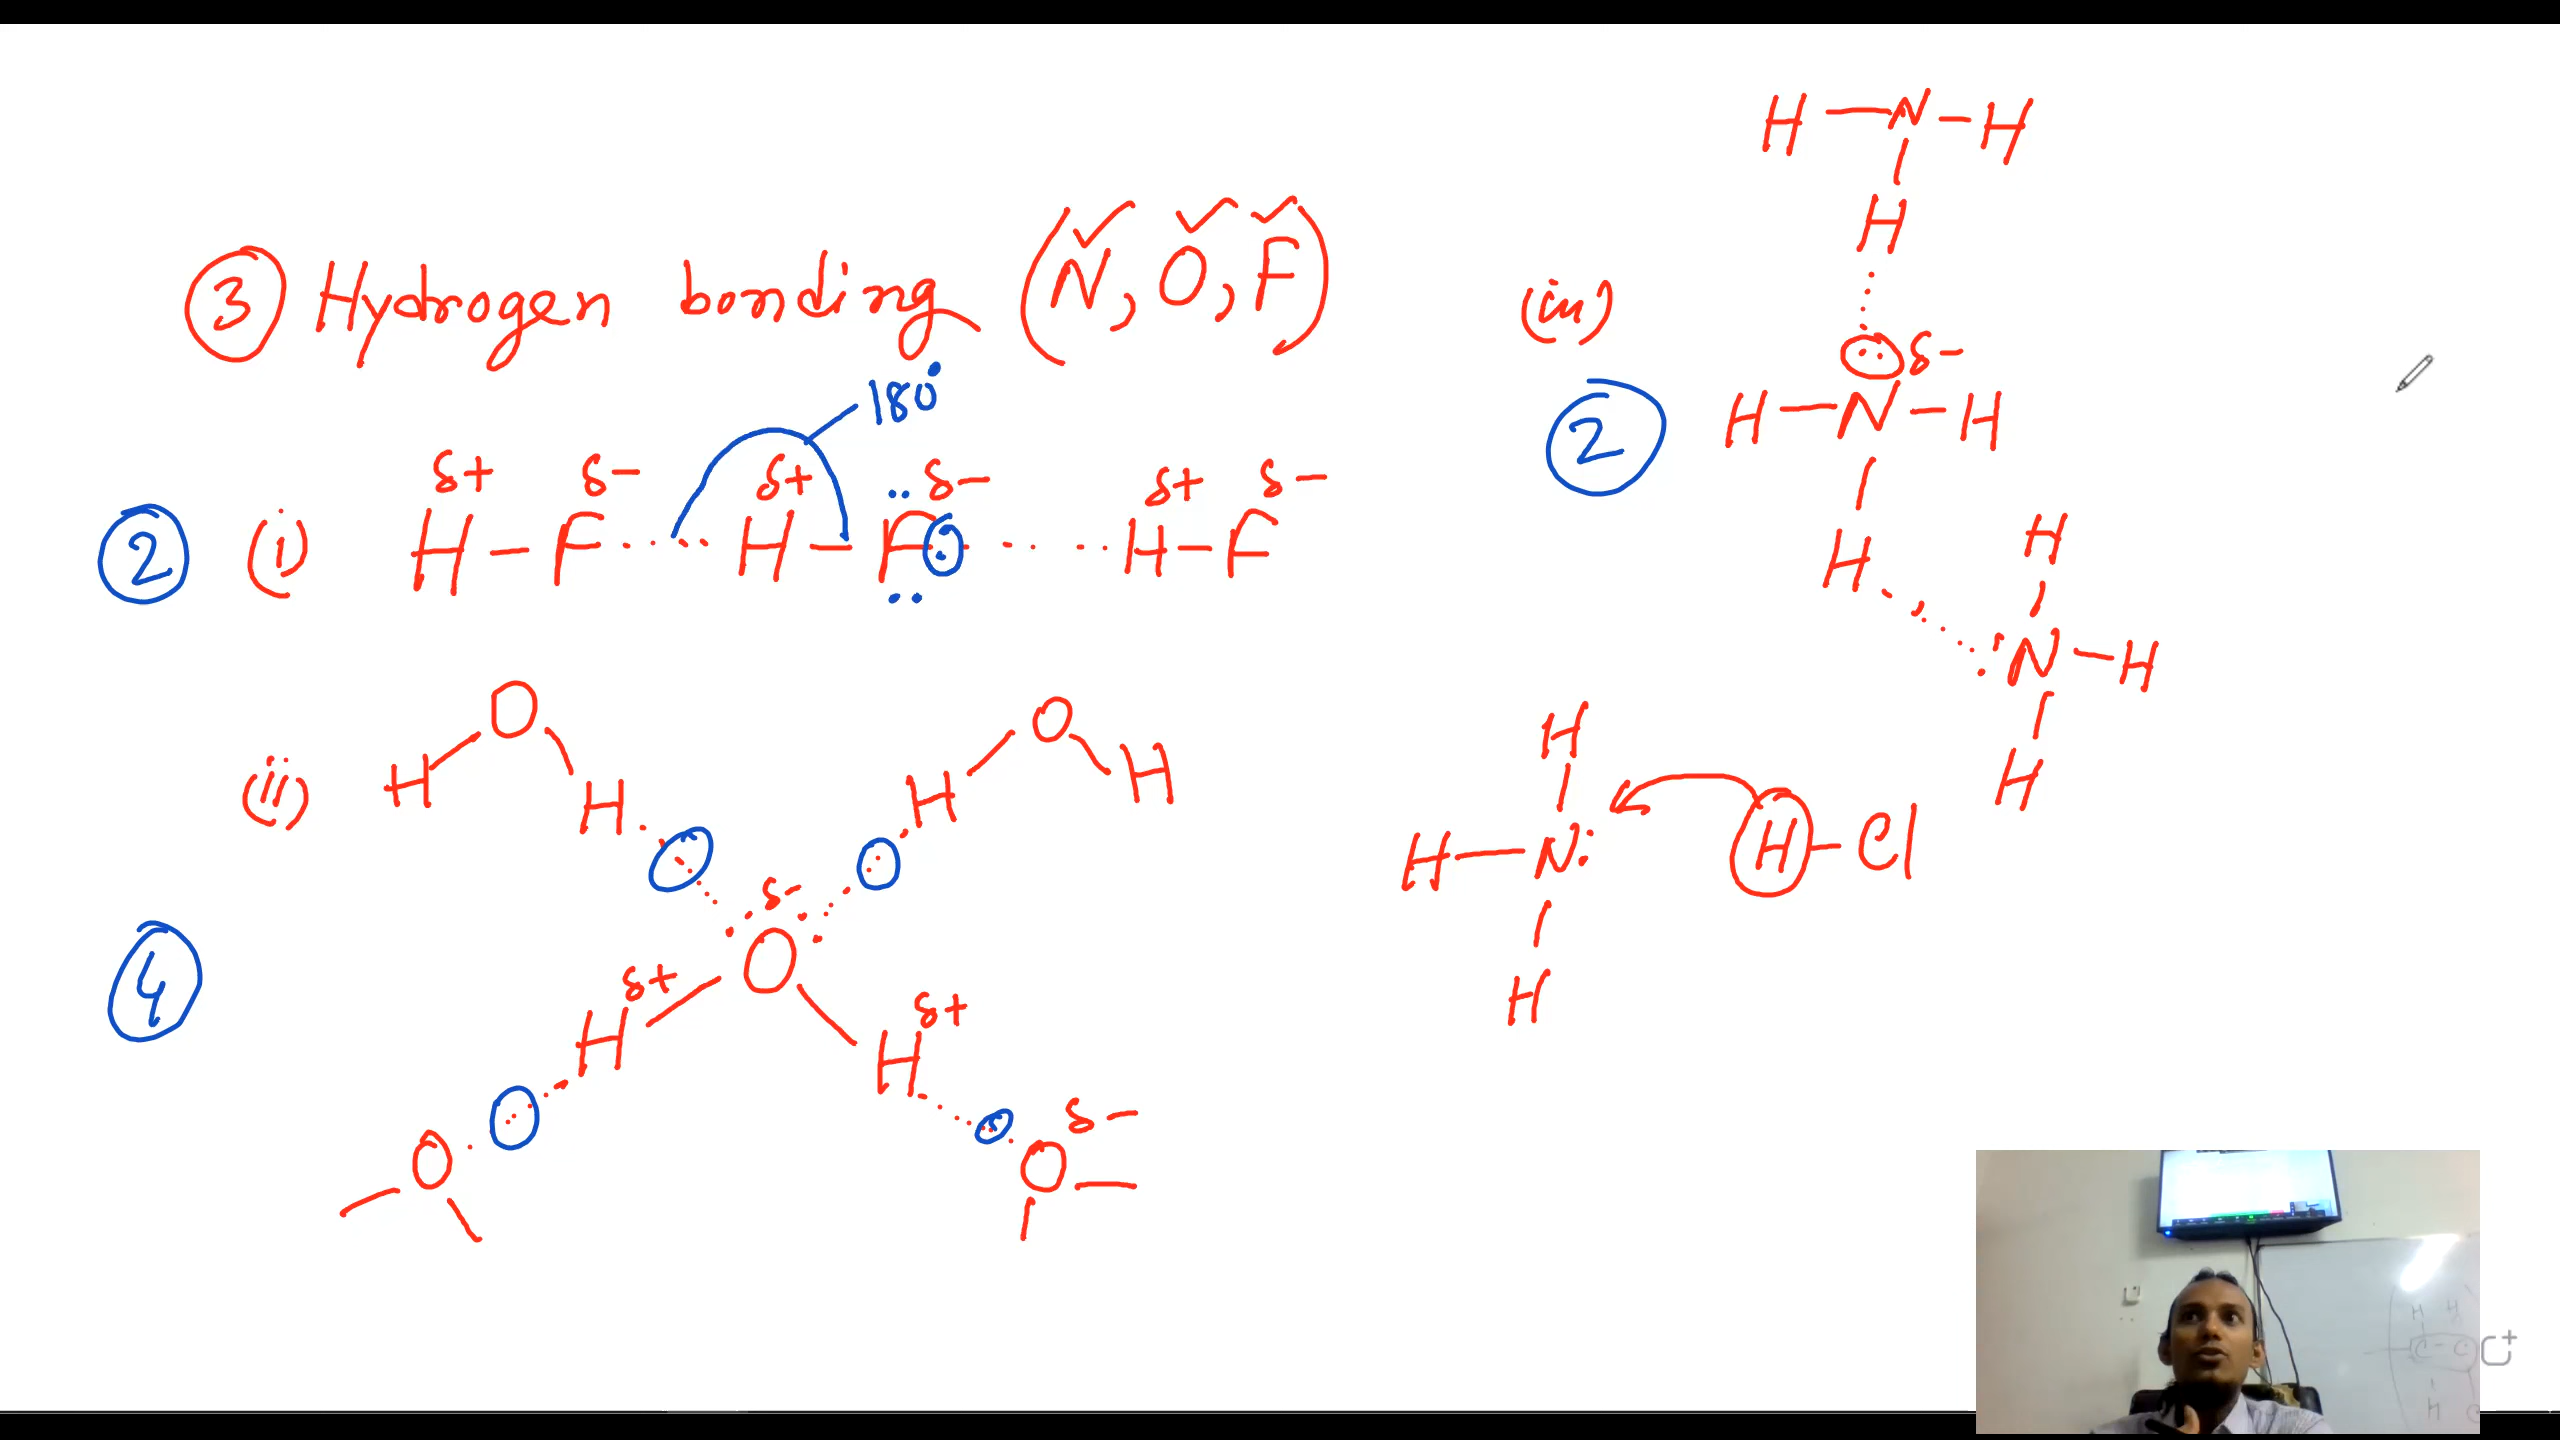 ③ Hydrogen bonding (N, O, F)
180°
δ+ δ- δ+ δ- δ+ δ-
② (i) H-F H-F H-F
(ii) H O H H O H
δ-
④ O
δ+ H H δ+
O O δ-
(iii)
H-N-H
H
δ-
② H-N-H
H
H
N-H
H
H
H-N: H-Cl
H